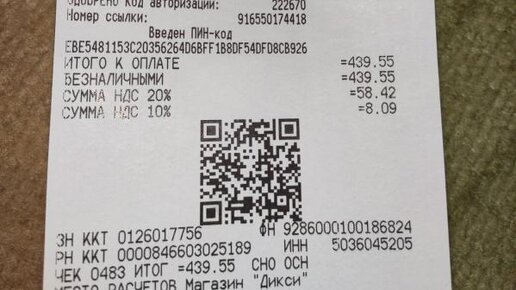 ОДОБРЕНО Код авторизации: 222670
Номер ссылки: 916550174418
Введен ПИН-код
EBE5481153C20356264D6BFF1B8DF54DFD8CB926
ИТОГО К ОПЛАТЕ =439.55
БЕЗНАЛИЧНЫМИ =439.55
СУММА НДС 20% =58.42
СУММА НДС 10% =8.09
ЗН ККТ 0126017756 ФН 9286000100186824
РН ККТ 0000846603025189 ИНН 5036045205
ЧЕК 0483 ИТОГ =439.55 СНО ОСН
МЕСТО РАСЧЕТОВ Магазин "Дикси"